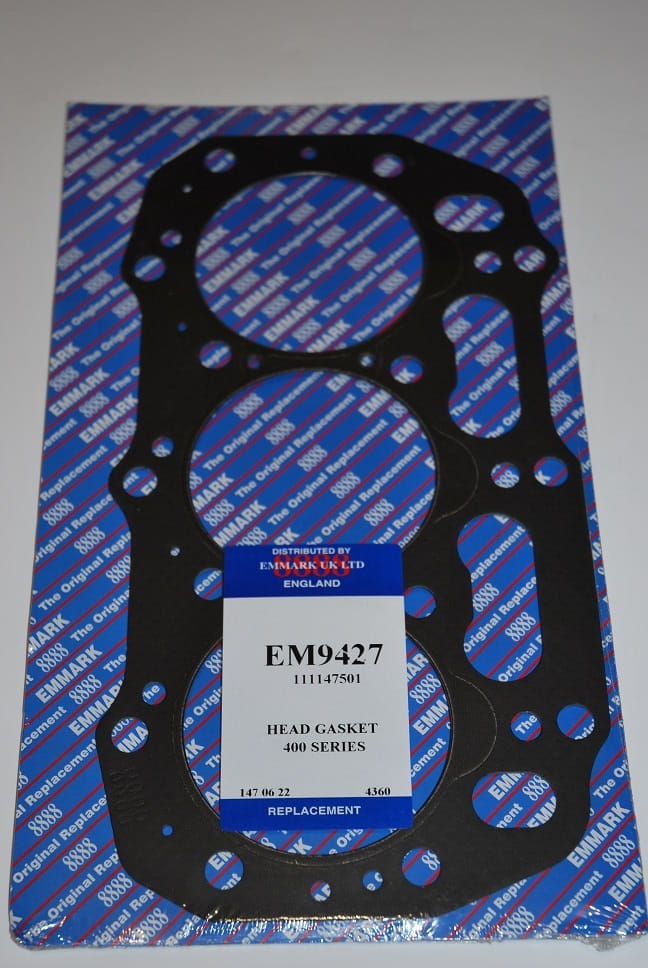 DISTRIBUTED BY
8888
EMMARK UK LTD
ENGLAND
EM9427
111147501
HEAD GASKET
400 SERIES
147 06 22 4360
REPLACEMENT
EMMARK
8888
The Original Replacement